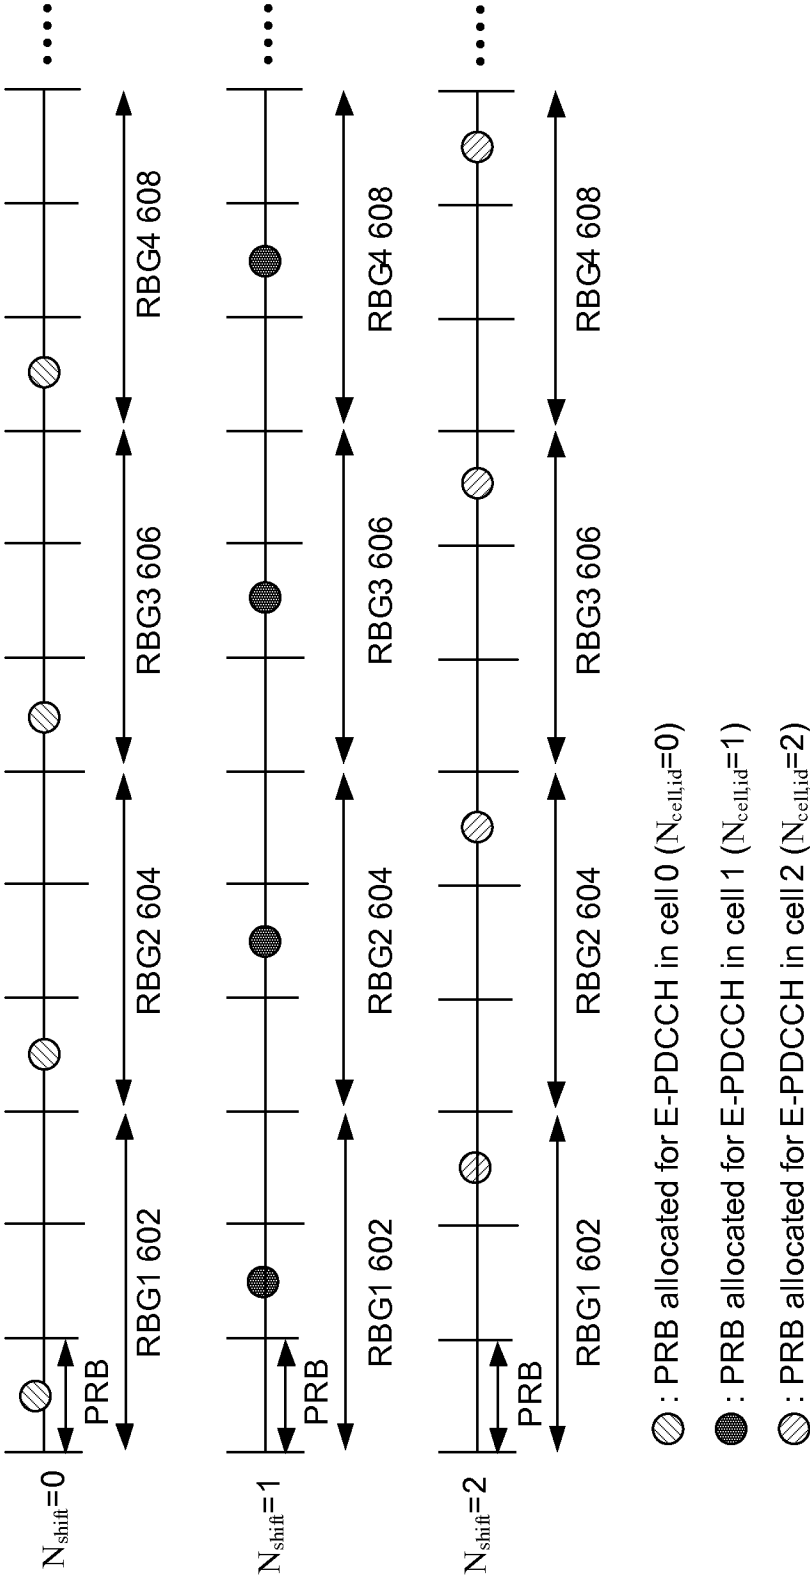 N_shift=0
PRB
RBG1 602
RBG2 604
RBG3 606
RBG4 608
N_shift=1
PRB
RBG1 602
RBG2 604
RBG3 606
RBG4 608
N_shift=2
PRB
RBG1 602
RBG2 604
RBG3 606
RBG4 608
: PRB allocated for E-PDCCH in cell 0 (N_cell,id=0)
: PRB allocated for E-PDCCH in cell 1 (N_cell,id=1)
: PRB allocated for E-PDCCH in cell 2 (N_cell,id=2)